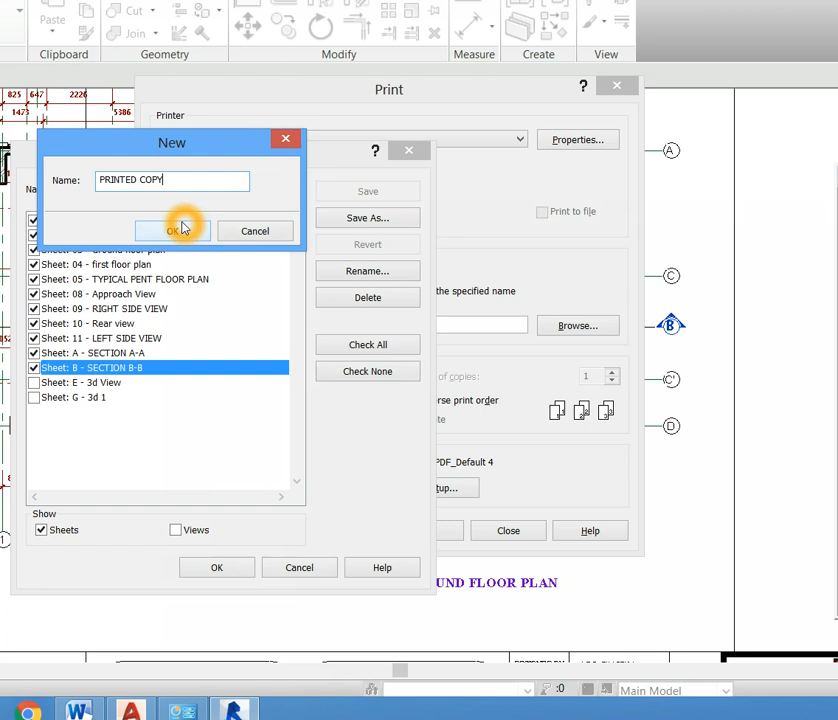 Paste
Cut
Join
Clipboard
Geometry
Modify
Measure
Create
View
825 647 2226
1473 5386
Print
?
Printer
Properties...
Print to file
the specified name
Browse...
of copies: 1
PDF_Default 4
Close
Help
?
Save
Save As...
Revert
Rename...
Delete
Check All
Check None
New
Name: PRINTED COPY
OK
Cancel
Sheet: 04 - first floor plan
Sheet: 05 - TYPICAL PENT FLOOR PLAN
Sheet: 08 - Approach View
Sheet: 09 - RIGHT SIDE VIEW
Sheet: 10 - Rear view
Sheet: 11 - LEFT SIDE VIEW
Sheet: A - SECTION A-A
Sheet: B - SECTION B-B
Sheet: E - 3d View
Sheet: G - 3d 1
Show
Sheets
Views
OK
Cancel
Help
A
C
B
C'
D
1
UND FLOOR PLAN
:0
Main Model